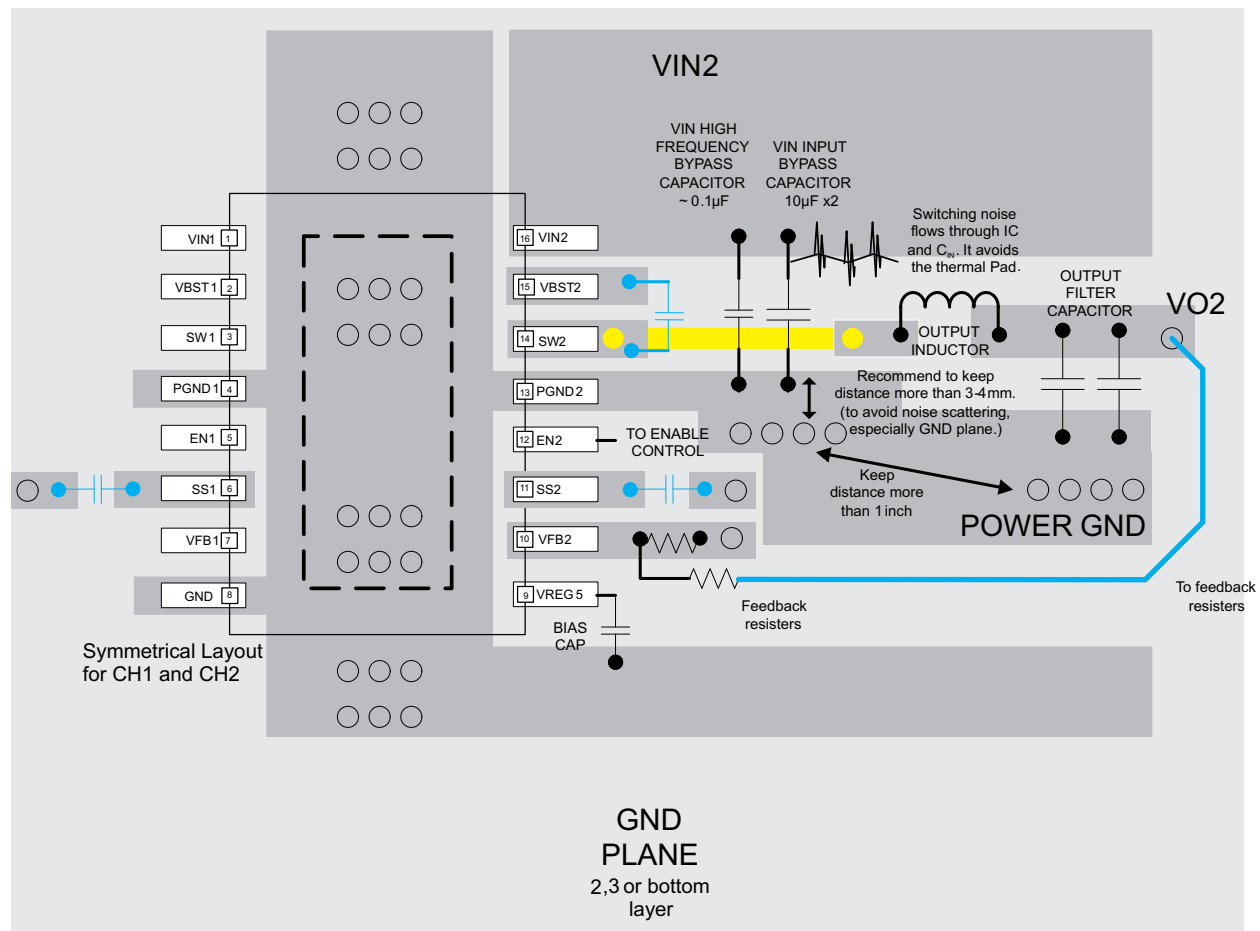 VIN2
VIN HIGH
FREQUENCY
BYPASS
CAPACITOR
~ 0.1µF
VIN INPUT
BYPASS
CAPACITOR
10µF x2
Switching noise
flows through IC
and CIN. It avoids
the thermal Pad.
OUTPUT
FILTER
CAPACITOR
VO2
OUTPUT
INDUCTOR
VIN1 1
VBST1 2
SW1 3
PGND1 4
EN1 5
SS1 6
VFB1 7
GND 8
16 VIN2
15 VBST2
14 SW2
13 PGND2
12 EN2
11 SS2
10 VFB2
9 VREG5
TO ENABLE
CONTROL
Recommend to keep
distance more than 3-4mm.
(to avoid noise scattering,
especially GND plane.)
Keep
distance more
than 1 inch
POWER GND
To feedback
resisters
Feedback
resisters
BIAS
CAP
Symmetrical Layout
for CH1 and CH2
GND
PLANE
2,3 or bottom
layer